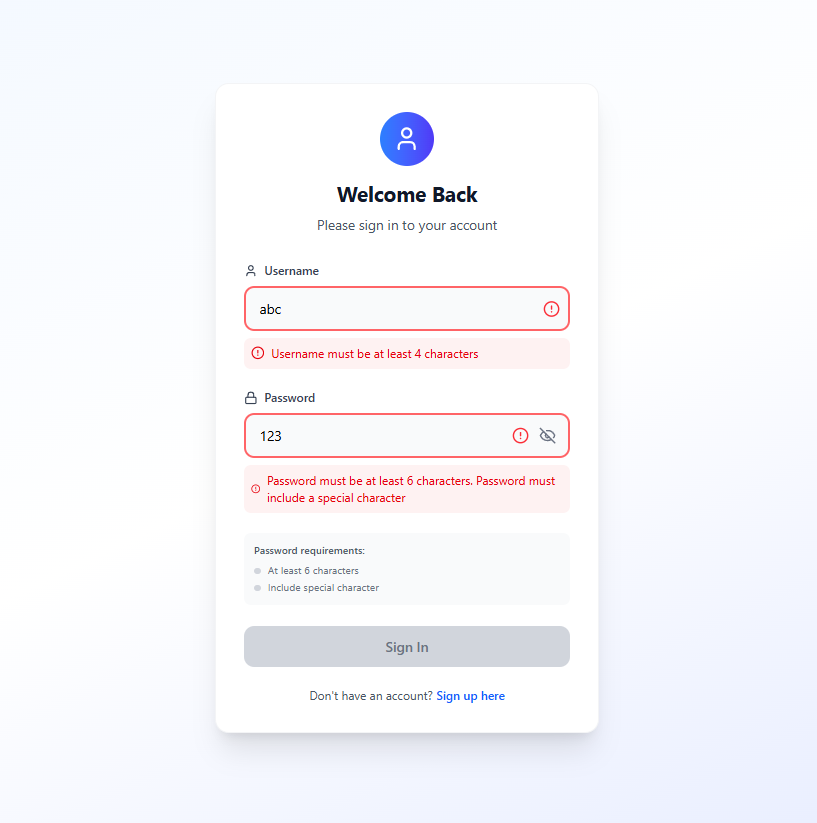 Welcome Back
Please sign in to your account
Username
abc
Username must be at least 4 characters
Password
123
Password must be at least 6 characters. Password must
include a special character
Password requirements:
At least 6 characters
Include special character
Sign In
Don't have an account? Sign up here